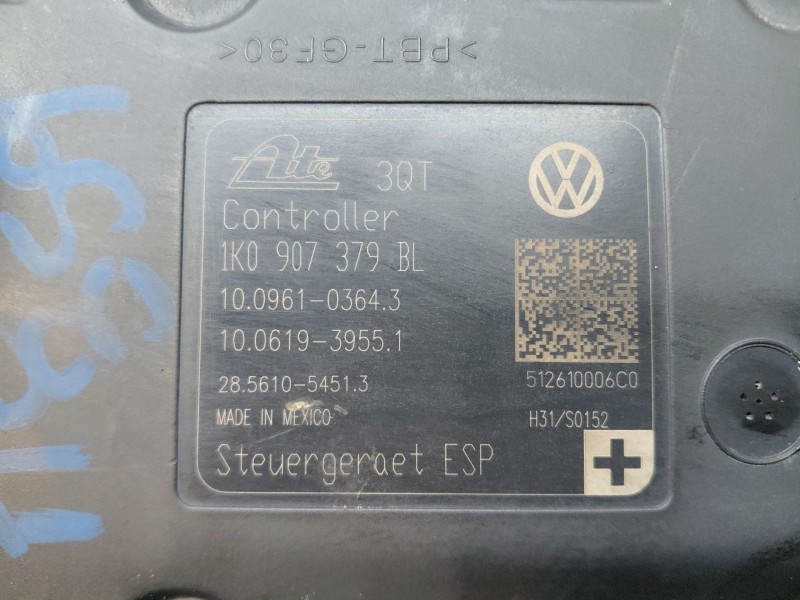 >PBT-GF30<
Ate 3QT
Controller
1K0 907 379 BL
10.0961-0364.3
10.0619-3955.1
28.5610-5451.3
MADE IN MEXICO
512610006C0
H31/S0152
Steuergeraet ESP